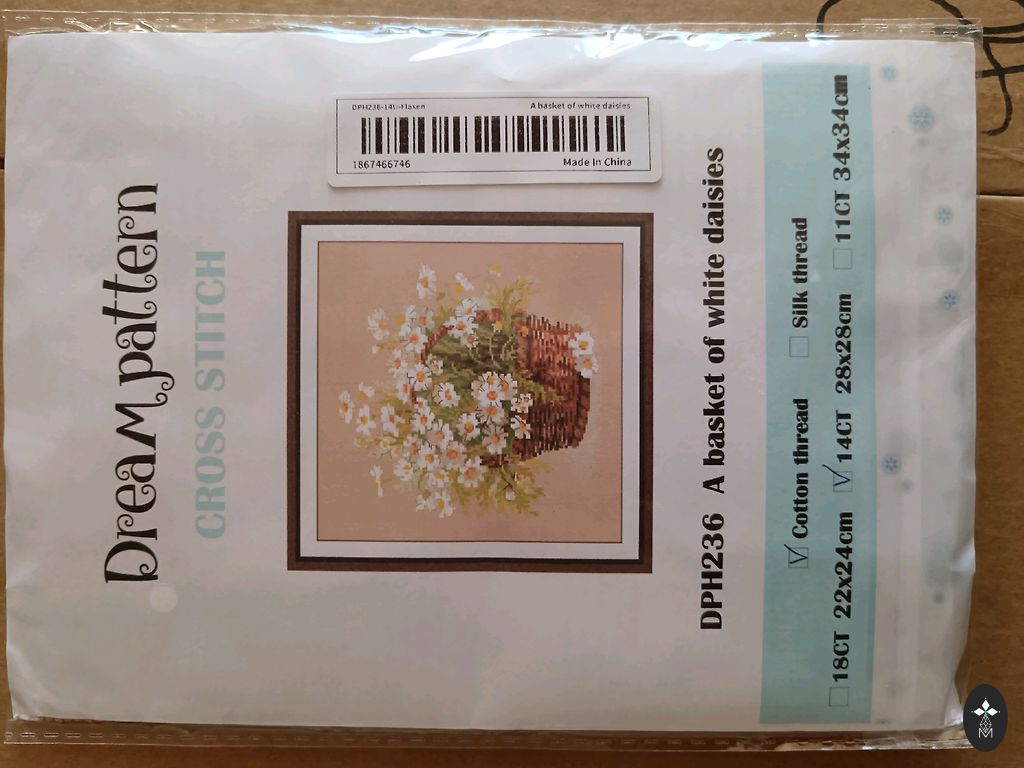 Dream pattern
CROSS STITCH
DPH236-14U-Flaxen A basket of white daisies
1867466746 Made In China
DPH236 A basket of white daisies
Cotton thread Silk thread
18CT 22x24cm 14CT 28x28cm 11CT 34x34cm
M